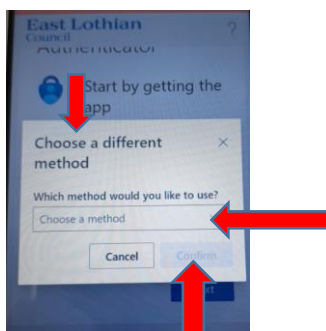 East Lothian
Council
?
Authenticator
Start by getting the
app
Choose a different
method
Which method would you like to use?
Choose a method
Cancel
Confirm